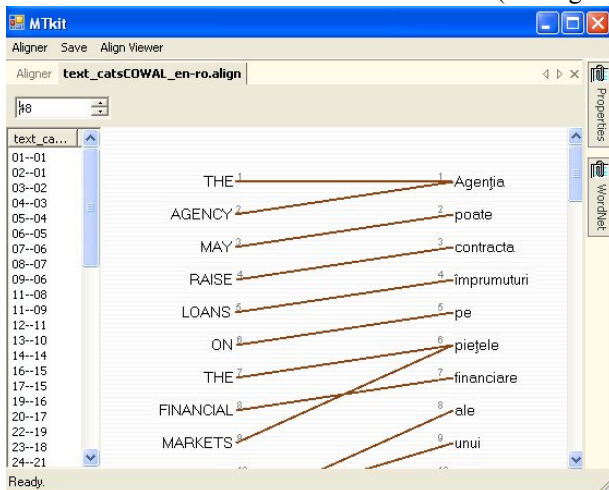 MTkit
Aligner Save Align Viewer
Aligner text_catsCOWAL_en-ro.align
48
Properties
WordNet
text_ca...
01--01
02--01
03--02
04--03
05--04
06--05
07--06
08--07
09--06
11--08
11--09
12--11
13--10
14--14
16--15
17--15
19--16
20--17
22--19
23--18
24--21
THE 1 1 Agenţia
AGENCY 2 2 poate
MAY 3 3 contracta
RAISE 4 4 împrumuturi
LOANS 5 5 pe
ON 6 6 pieţele
THE 7 7 financiare
FINANCIAL 8 8 ale
MARKETS 9 9 unui
Ready.